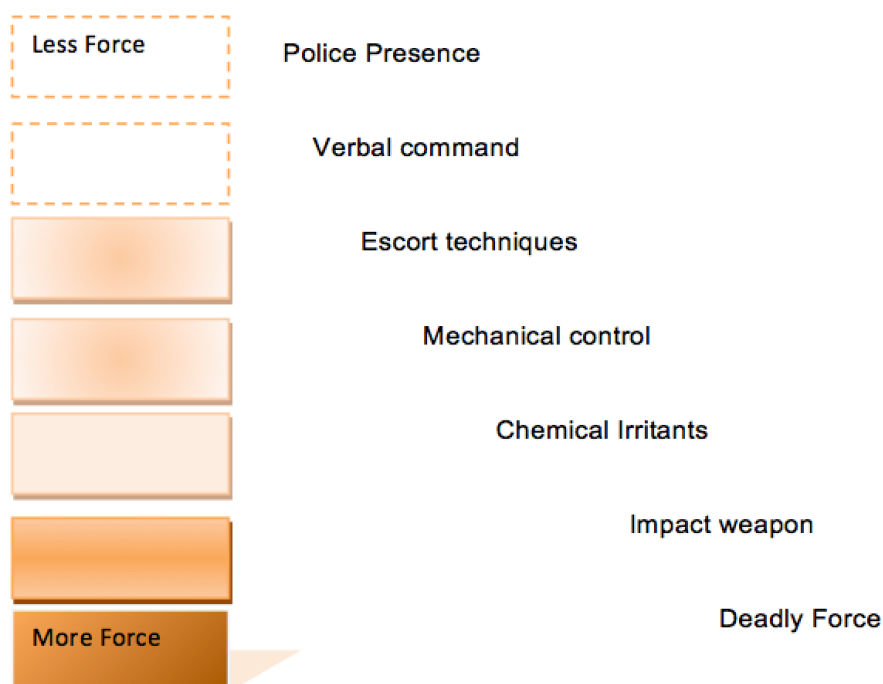 Less Force
Police Presence
Verbal command
Escort techniques
Mechanical control
Chemical Irritants
Impact weapon
Deadly Force
More Force